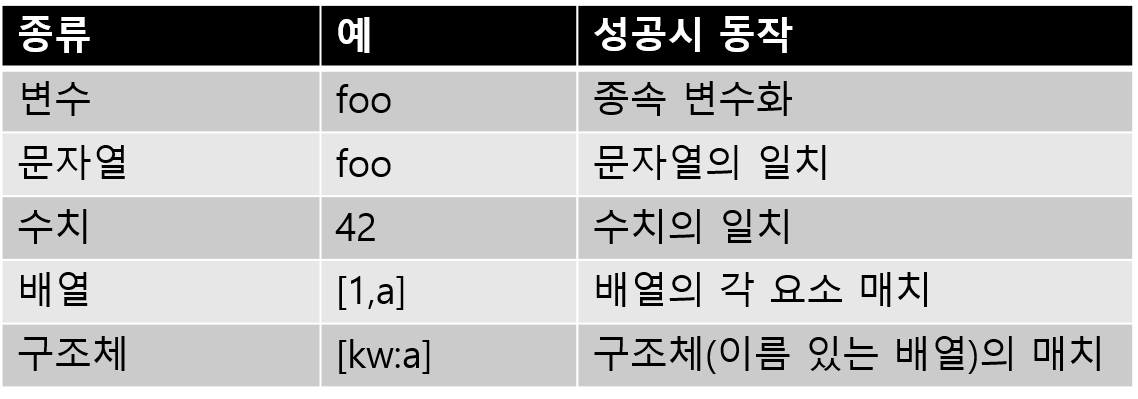 종류 예 성공시 동작
변수 foo 종속 변수화
문자열 foo 문자열의 일치
수치 42 수치의 일치
배열 [1,a] 배열의 각 요소 매치
구조체 [kw:a] 구조체(이름 있는 배열)의 매치